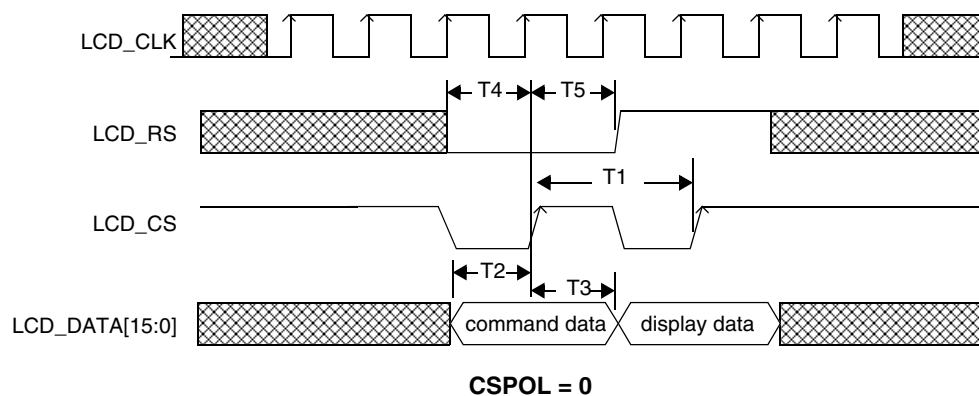 LCD_CLK
T4
T5
LCD_RS
T1
LCD_CS
T2
T3
LCD_DATA[15:0]
command data
display data
CSPOL = 0